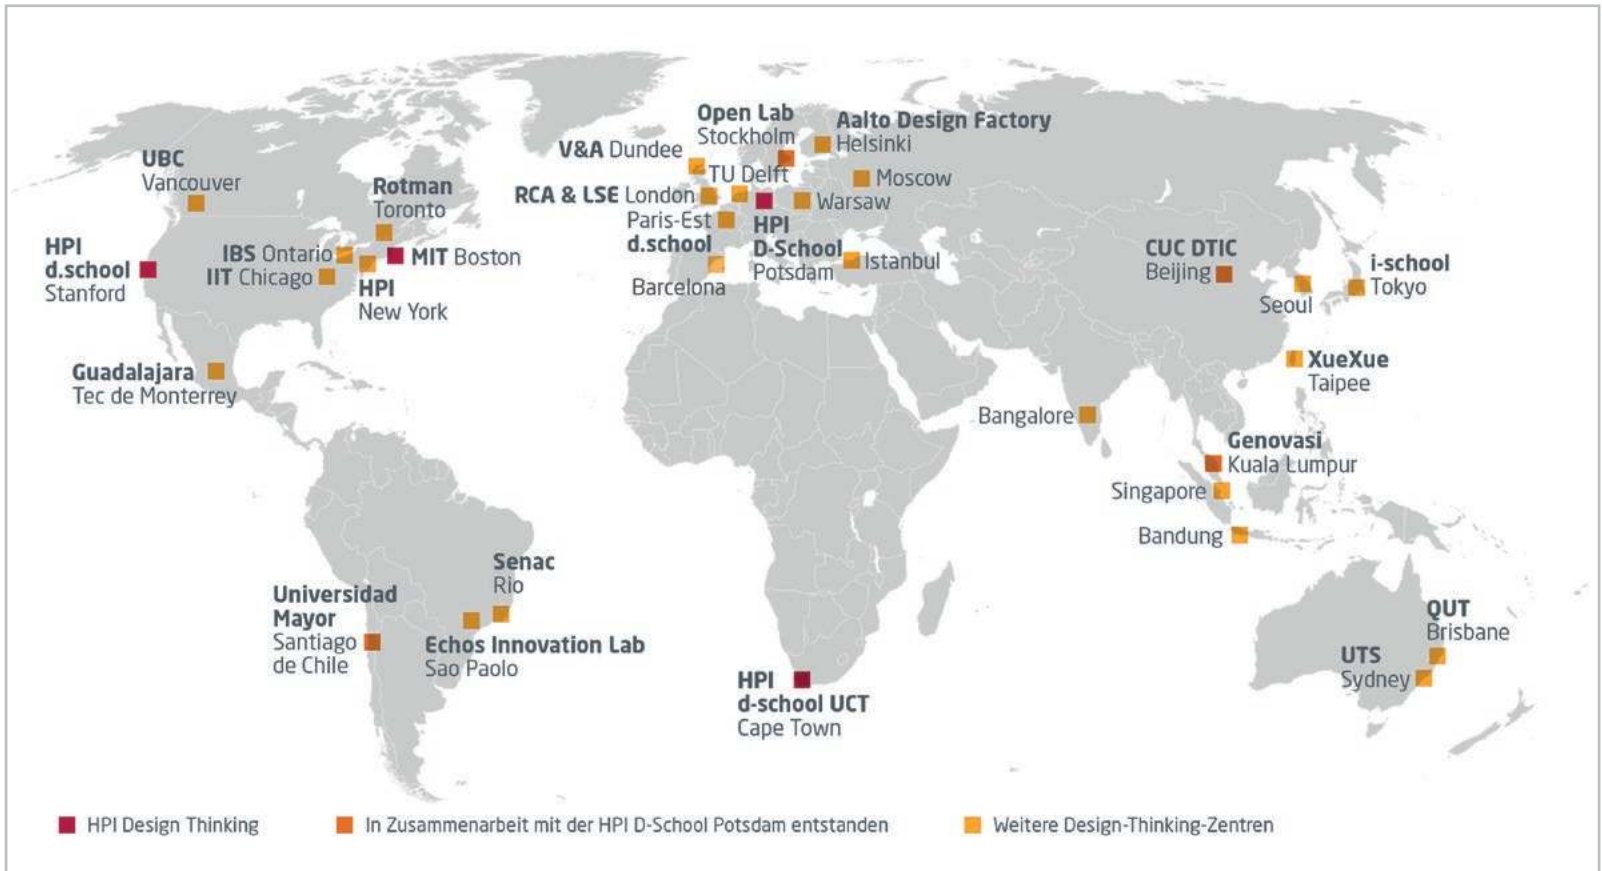 UBC
Vancouver
HPI
d.school
Stanford
Rotman
Toronto
IBS Ontario
IIT Chicago
MIT Boston
HPI
New York
Guadalajara
Tec de Monterrey
Universidad
Mayor
Santiago
de Chile
Senac
Rio
Echos Innovation Lab
Sao Paolo
Open Lab
Stockholm
Aalto Design Factory
Helsinki
V&A Dundee
TU Delft
Moscow
RCA & LSE London
Warsaw
Paris-Est
d.school
HPI
D-School
Potsdam
Istanbul
Barcelona
HPI
d-school UCT
Cape Town
CUC DTIC
Beijing
Seoul
i-school
Tokyo
XueXue
Taipee
Bangalore
Genovasi
Kuala Lumpur
Singapore
Bandung
QUT
Brisbane
UTS
Sydney
HPI Design Thinking
In Zusammenarbeit mit der HPI D-School Potsdam entstanden
Weitere Design-Thinking-Zentren